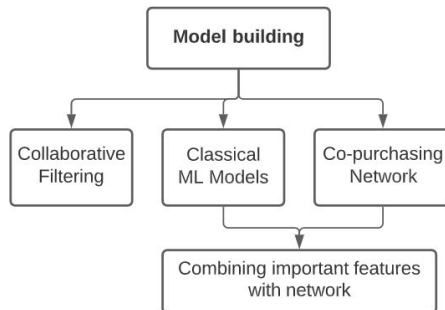 Model building
Collaborative
Filtering
Classical
ML Models
Co-purchasing
Network
Combining important features
with network